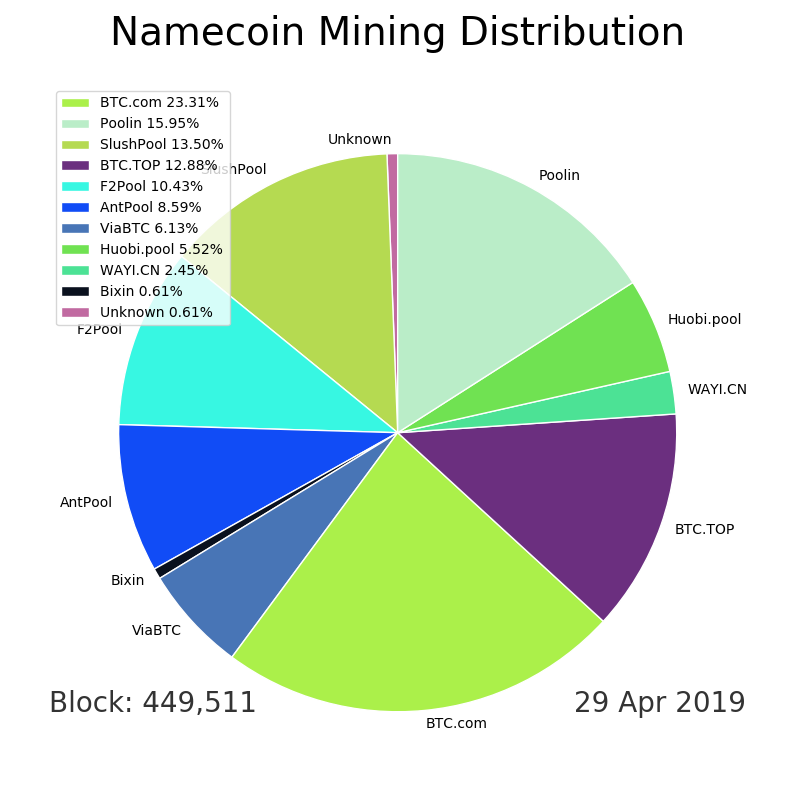 Namecoin Mining Distribution
BTC.com 23.31%
Poolin 15.95%
SlushPool 13.50%
BTC.TOP 12.88%
F2Pool 10.43%
AntPool 8.59%
ViaBTC 6.13%
Huobi.pool 5.52%
WAYI.CN 2.45%
Bixin 0.61%
Unknown 0.61%
Unknown
Poolin
SlushPool
Huobi.pool
F2Pool
WAYI.CN
AntPool
BTC.TOP
Bixin
ViaBTC
BTC.com
Block: 449,511
29 Apr 2019